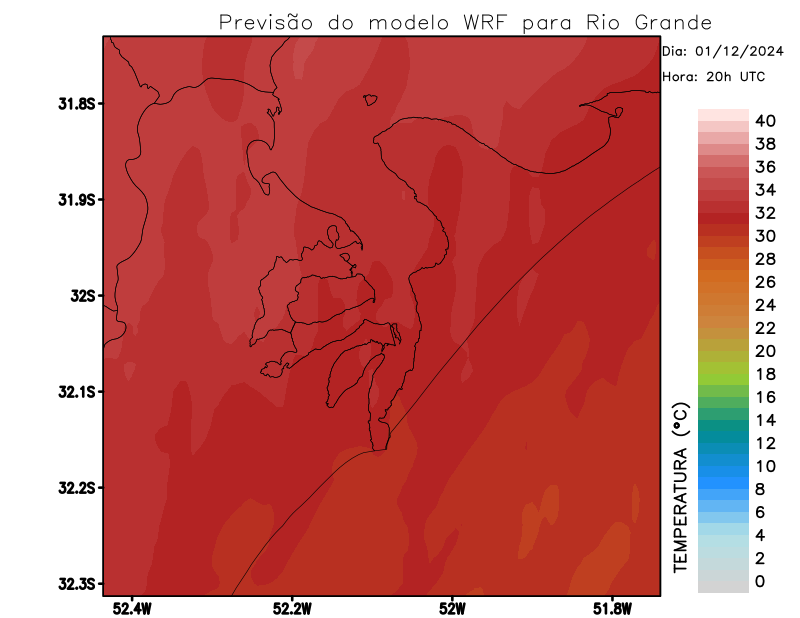 Previsão do modelo WRF para Rio Grande
Dia: 01/12/2024
Hora: 20h UTC
31.8S
31.9S
32S
32.1S
32.2S
32.3S
52.4W
52.2W
52W
51.8W
TEMPERATURA (°C)
40
38
36
34
32
30
28
26
24
22
20
18
16
14
12
10
8
6
4
2
0